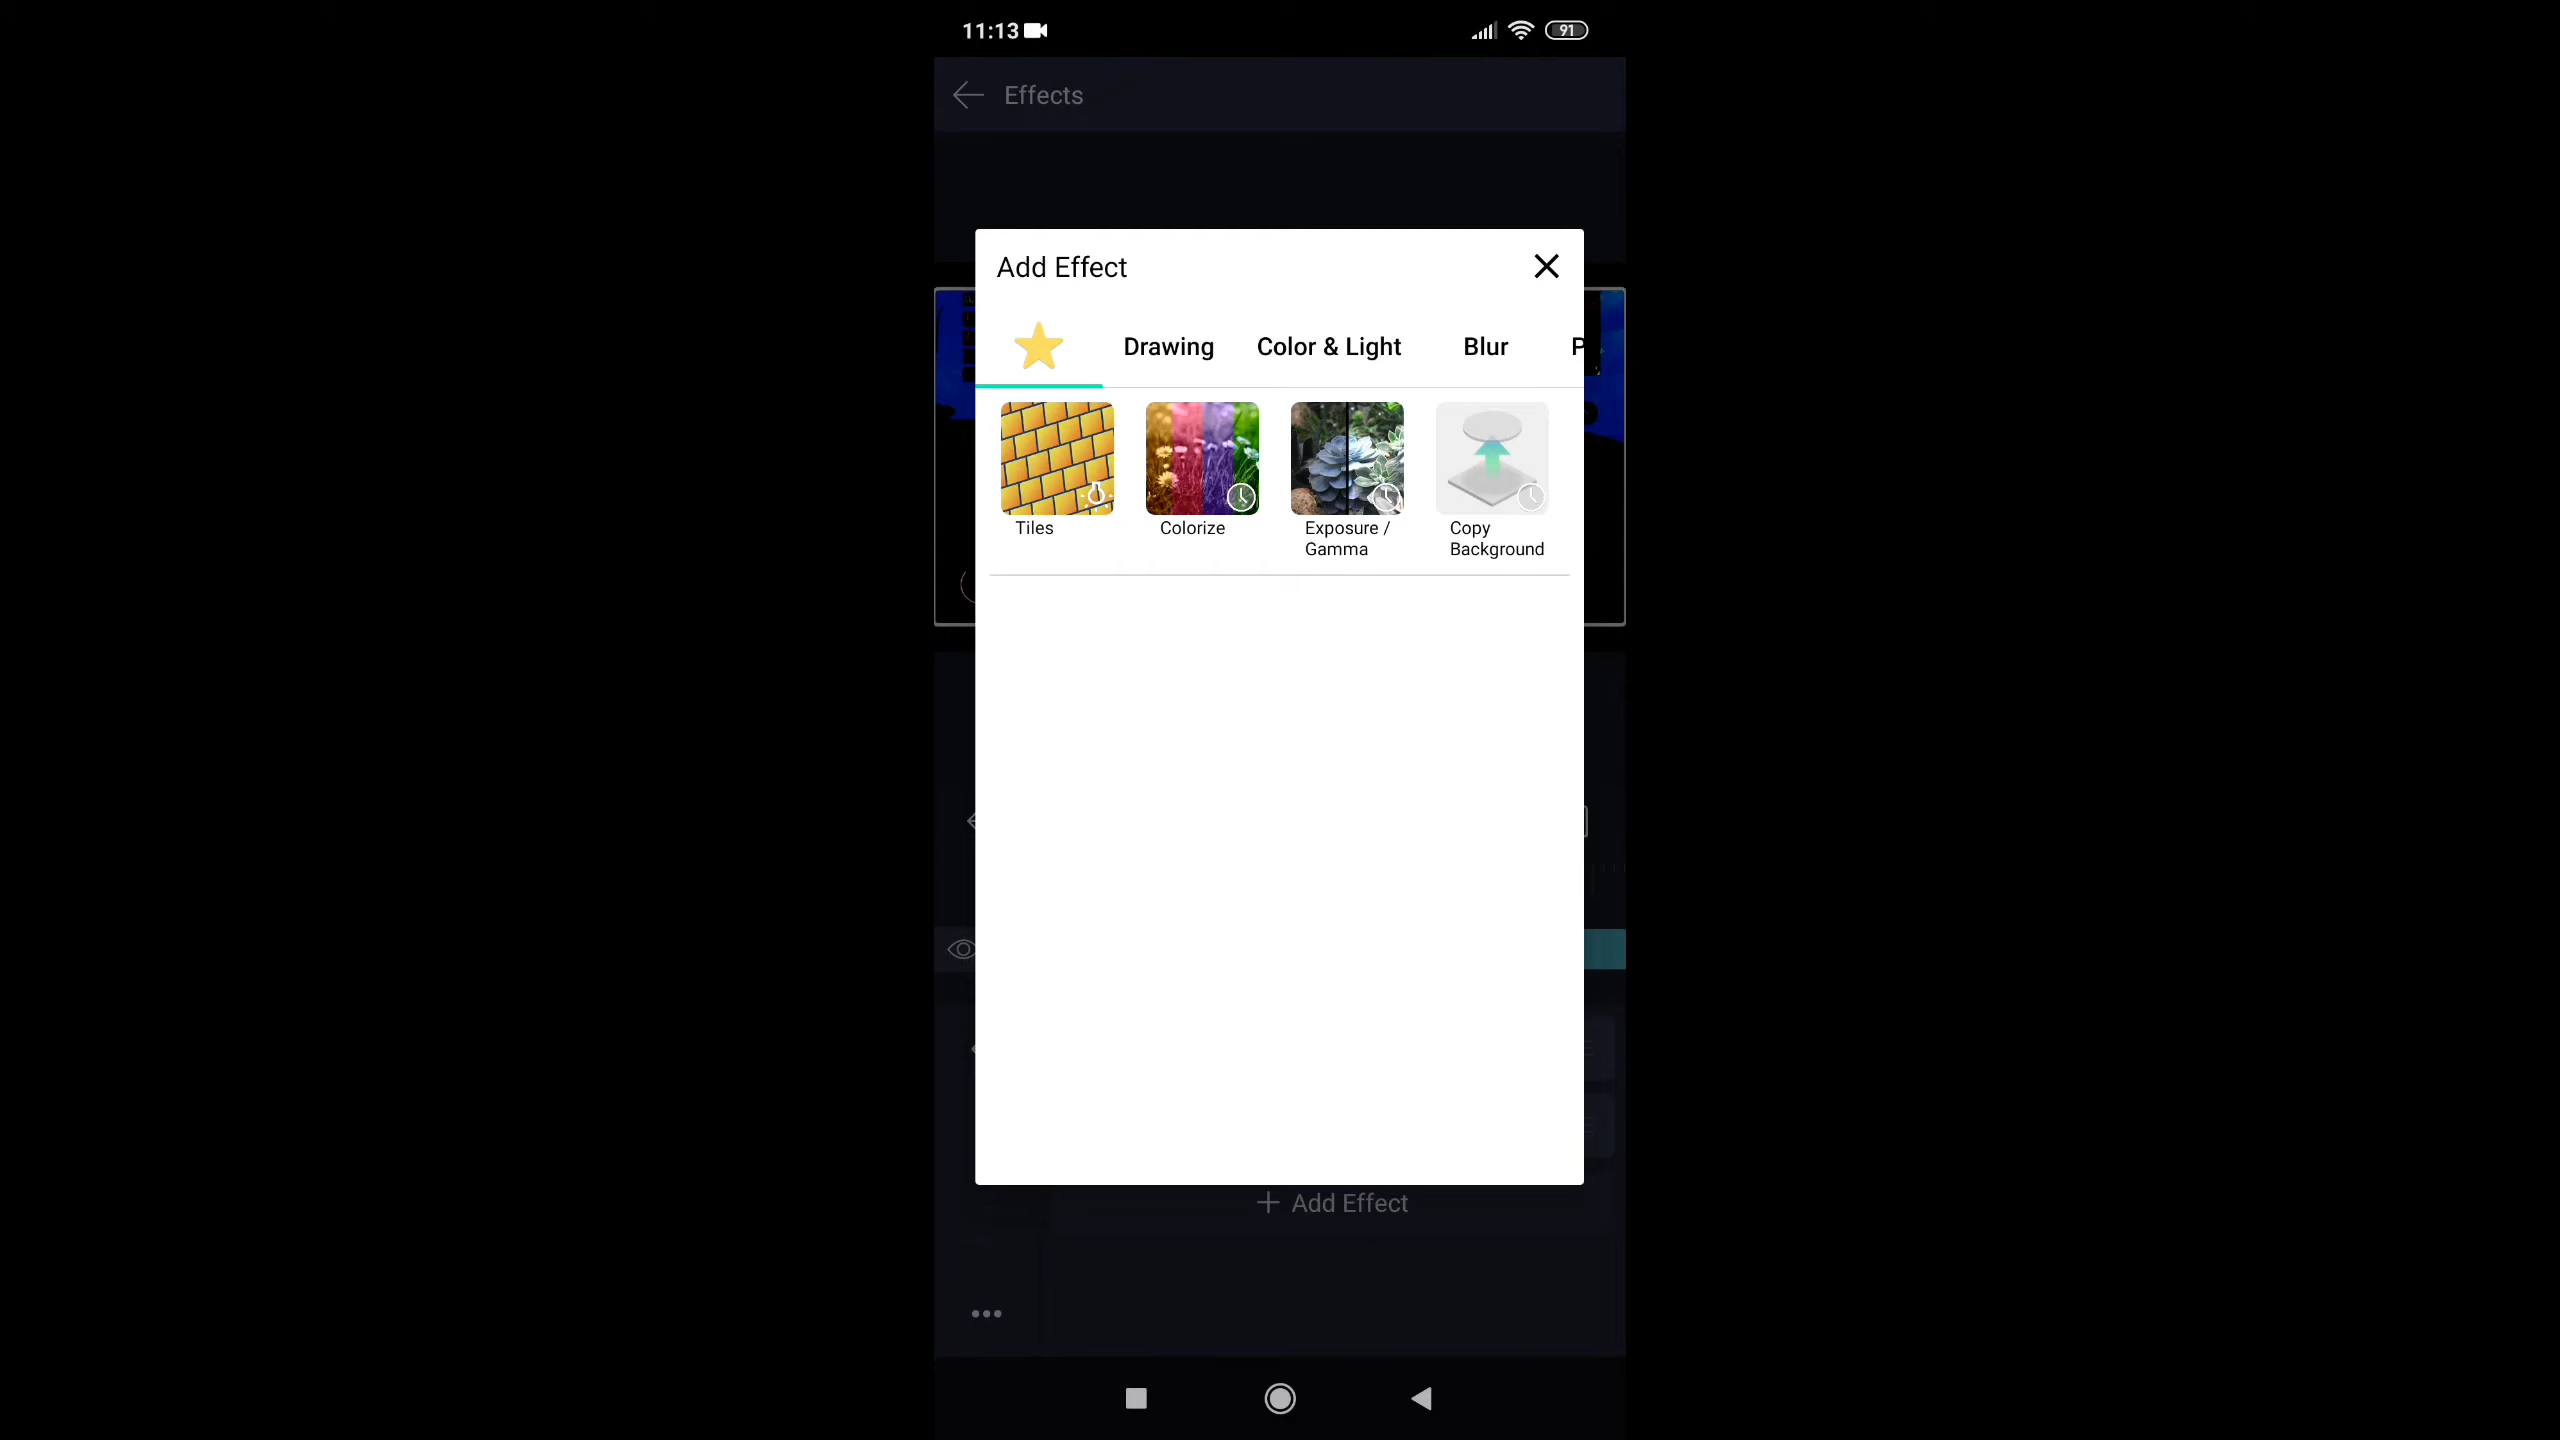 11:13
91
Effects
Add Effect
Drawing Color & Light Blur P
Tiles
Colorize
Exposure /
Gamma
Copy
Background
Add Effect